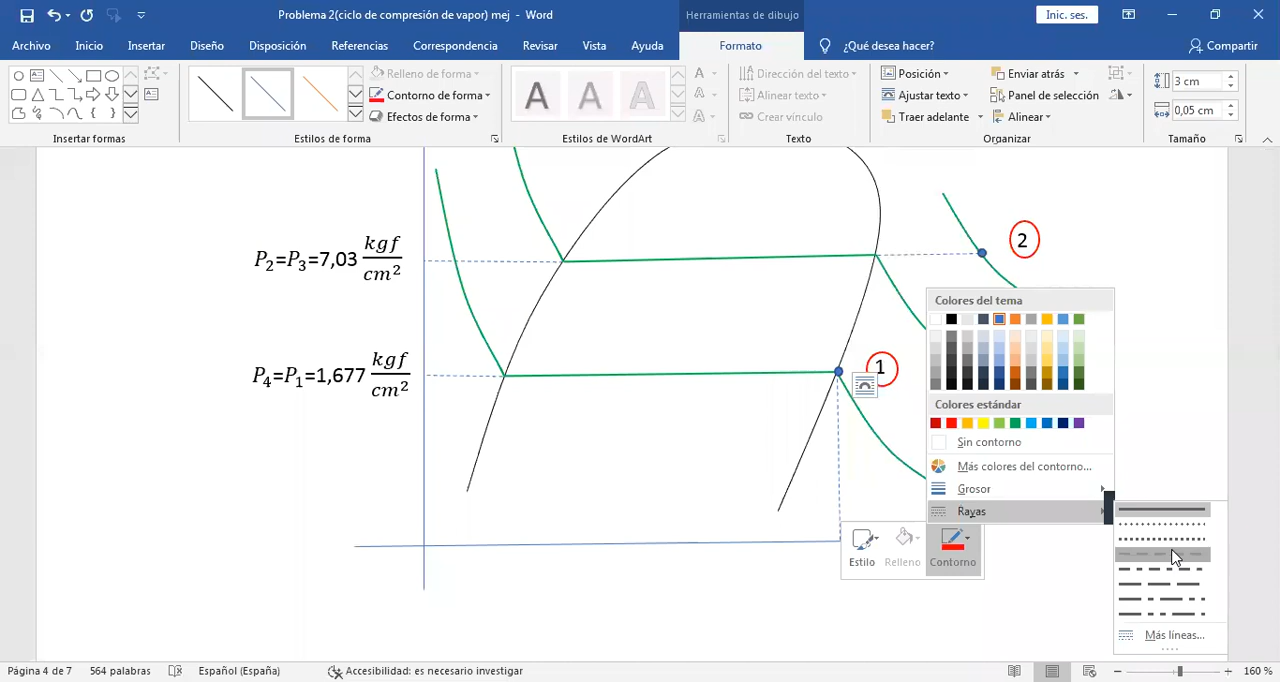 Problema 2(ciclo de compresión de vapor) mej - Word
Herramientas de dibujo
Inic. ses.
Archivo Inicio Insertar Diseño Disposición Referencias Correspondencia Revisar Vista Ayuda Formato ¿Qué desea hacer? Compartir
Relleno de forma
Contorno de forma
Efectos de forma
A A A
A
A
A
Dirección del texto
Alinear texto
Crear vínculo
Posición
Ajustar texto
Traer adelante
Enviar atrás
Panel de selección
Alinear
3 cm
0,05 cm
Insertar formas Estilos de forma Estilos de WordArt Texto Organizar Tamaño
P₂=P₃=7,03 kgf/cm²
2
P₄=P₁=1,677 kgf/cm²
1
Colores del tema
Colores estándar
Sin contorno
Más colores del contorno...
Grosor
Rayas
Más líneas...
Estilo Relleno Contorno
Página 4 de 7 564 palabras Español (España) Accesibilidad: es necesario investigar 160 %